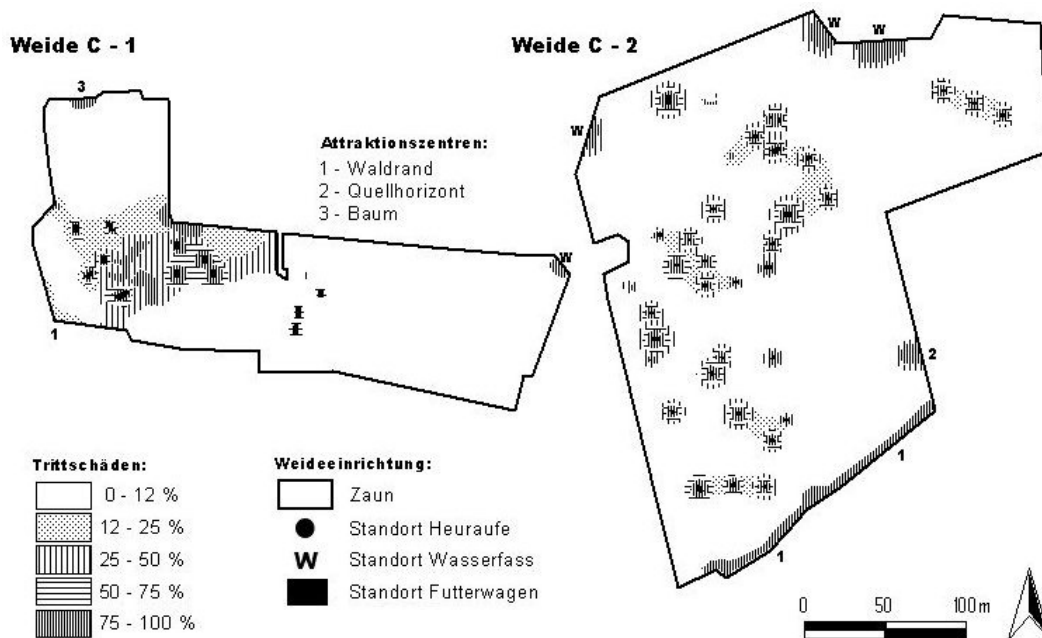 Weide C - 1
Weide C - 2
W
W
3
W
Attraktionszentren:
1 - Waldrand
2 - Quellhorizont
3 - Baum
W
1
2
1
1
Trittschäden:
0 - 12 %
12 - 25 %
25 - 50 %
50 - 75 %
75 - 100 %
Weideeinrichtung:
Zaun
Standort Heuraufe
W Standort Wasserfass
Standort Futterwagen
0 50 100 m